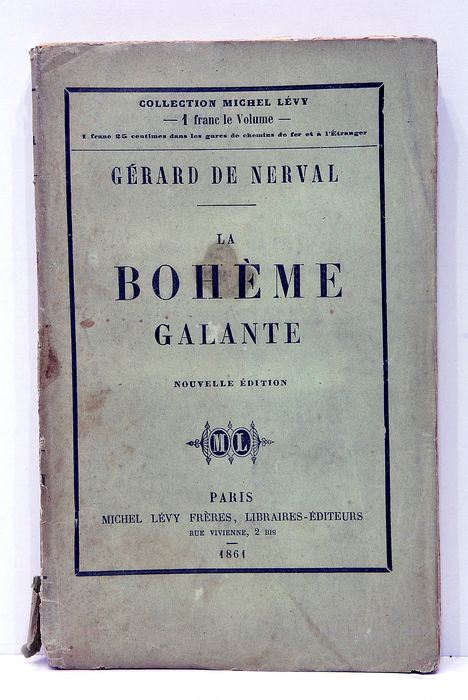 COLLECTION MICHEL LÉVY
— 1 franc le Volume —
1 franc 25 centimes dans les gares de chemins de fer et à l'Étranger
GÉRARD DE NERVAL
LA
BOHÈME
GALANTE
NOUVELLE ÉDITION
ML
PARIS
MICHEL LÉVY FRÈRES, LIBRAIRES-ÉDITEURS
RUE VIVIENNE, 2 BIS
1861